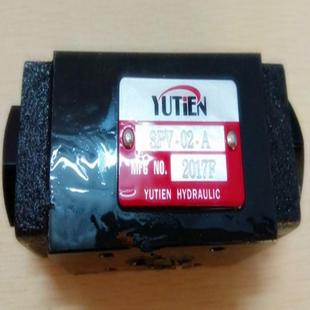 YUTiEN
SPV-02-A
MFG NO. 2017F
YUTIEN HYDRAULIC